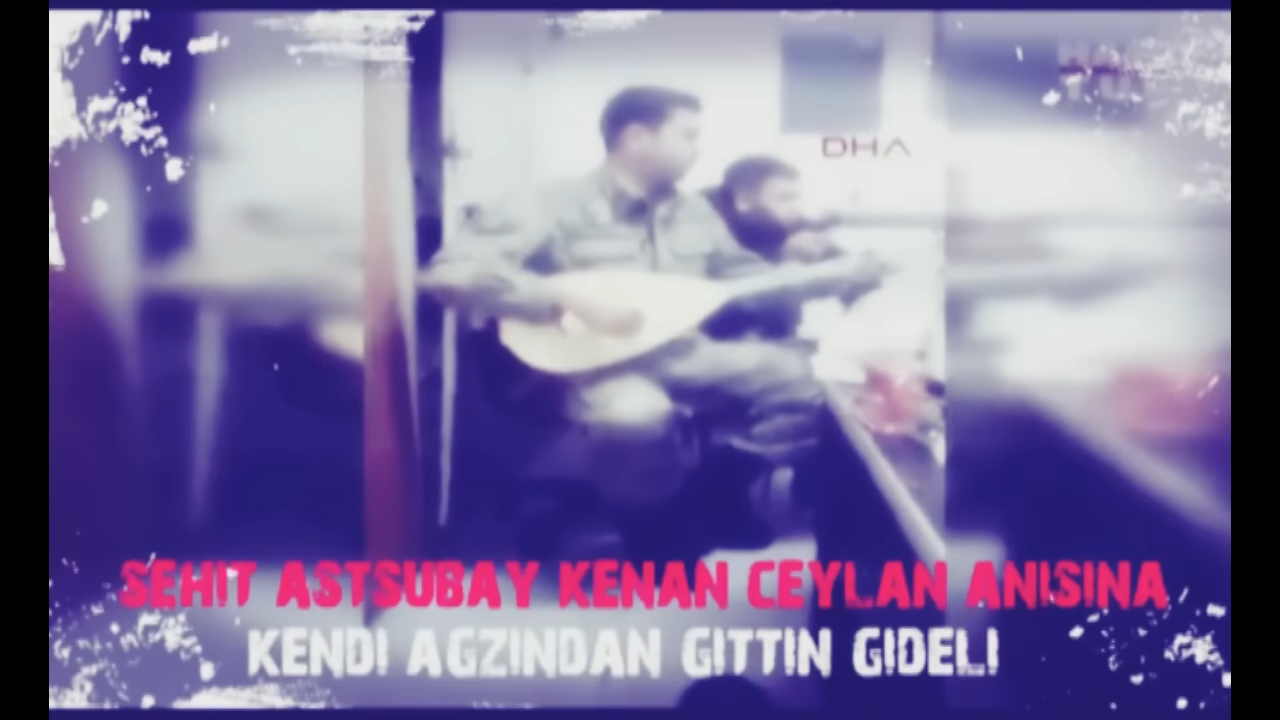 DHA
SEHIT ASTSUBAY KENAN CEYLAN ANISINA
KENDI AGZINDAN GITTIN GIDELI